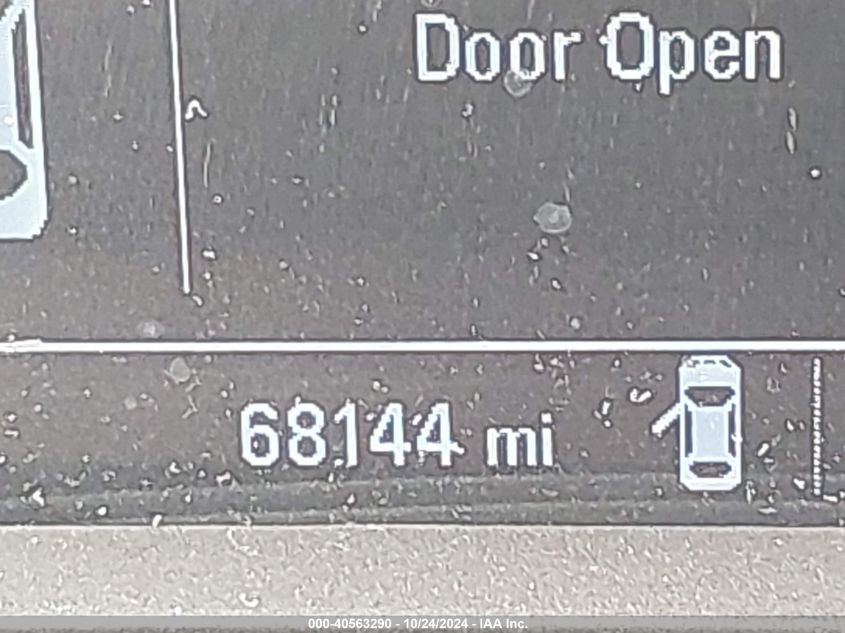 Door Open
68144 mi
000-40563290 - 10/24/2024 - IAA Inc.